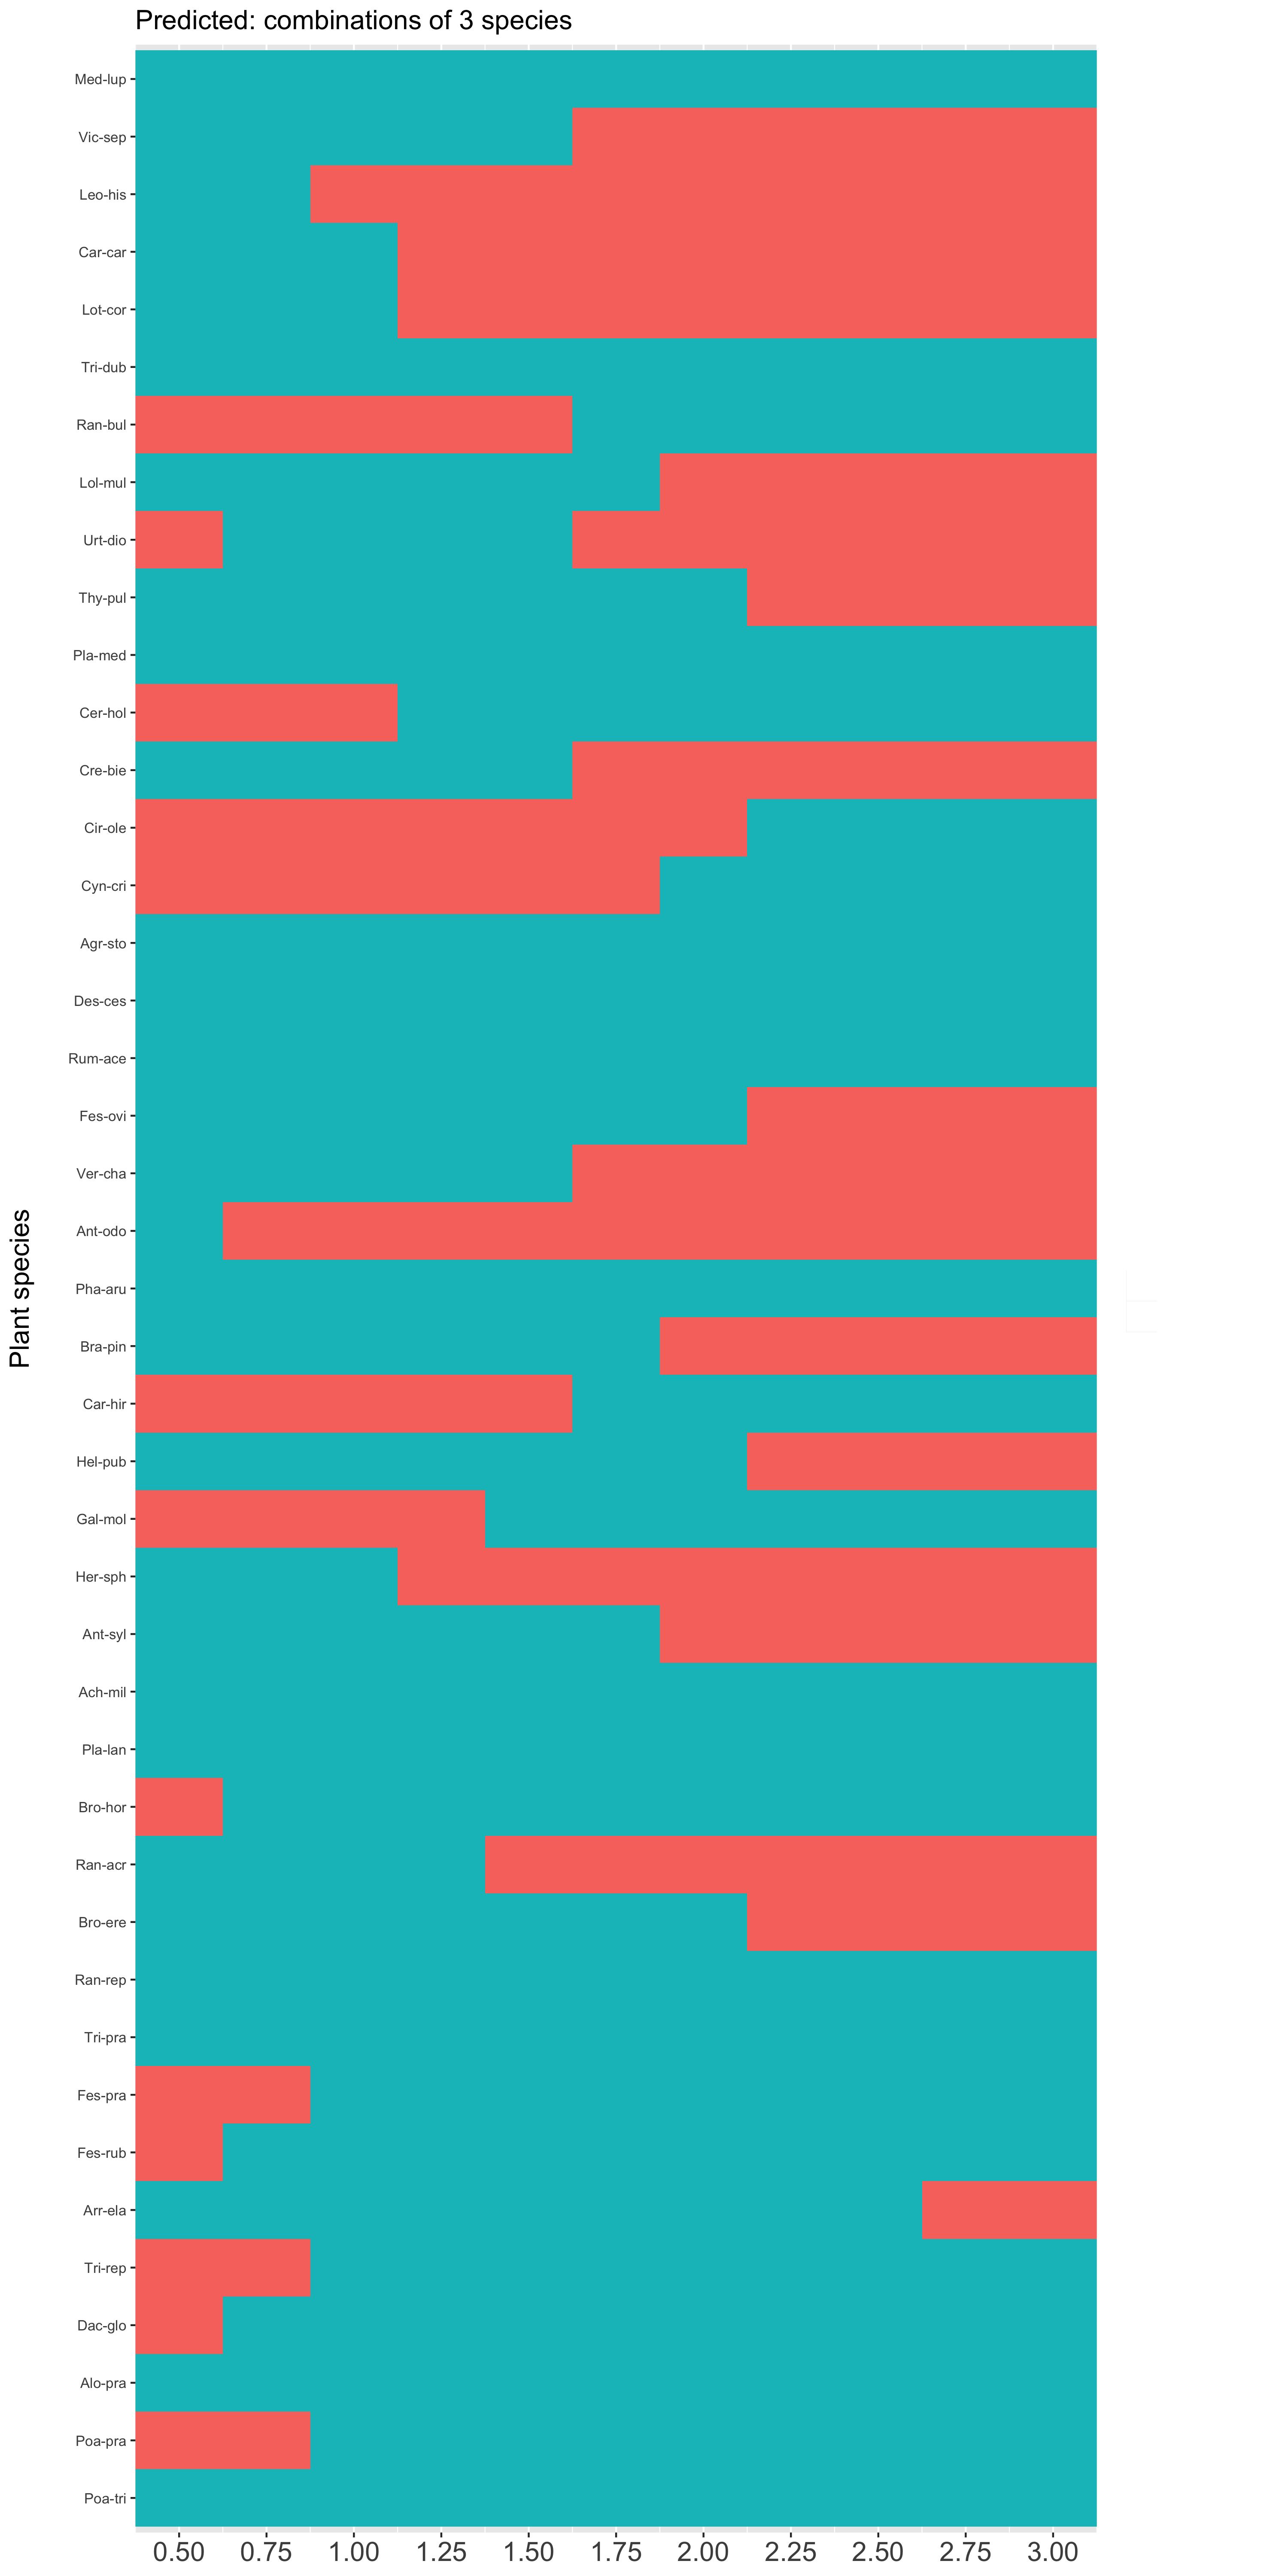 Predicted: combinations of 3 species
Med-lup
Vic-sep
Leo-his
Car-car
Lot-cor
Tri-dub
Ran-bul
Lol-mul
Urt-dio
Thy-pul
Pla-med
Cer-hol
Cre-bie
Cir-ole
Cyn-cri
Agr-sto
Des-ces
Rum-ace
Fes-ovi
Ver-cha
Ant-odo
Pha-aru
Bra-pin
Car-hir
Hel-pub
Gal-mol
Her-sph
Ant-syl
Ach-mil
Pla-lan
Bro-hor
Ran-acr
Bro-ere
Ran-rep
Tri-pra
Fes-pra
Fes-rub
Arr-ela
Tri-rep
Dac-glo
Alo-pra
Poa-pra
Poa-tri
Plant species
0.50 0.75 1.00 1.25 1.50 1.75 2.00 2.25 2.50 2.75 3.00